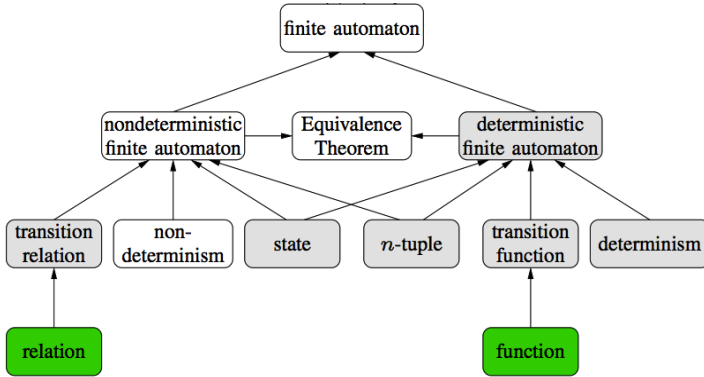 finite automaton
nondeterministic
finite automaton
Equivalence
Theorem
deterministic
finite automaton
transition
relation
non-
determinism
state
n-tuple
transition
function
determinism
relation
function